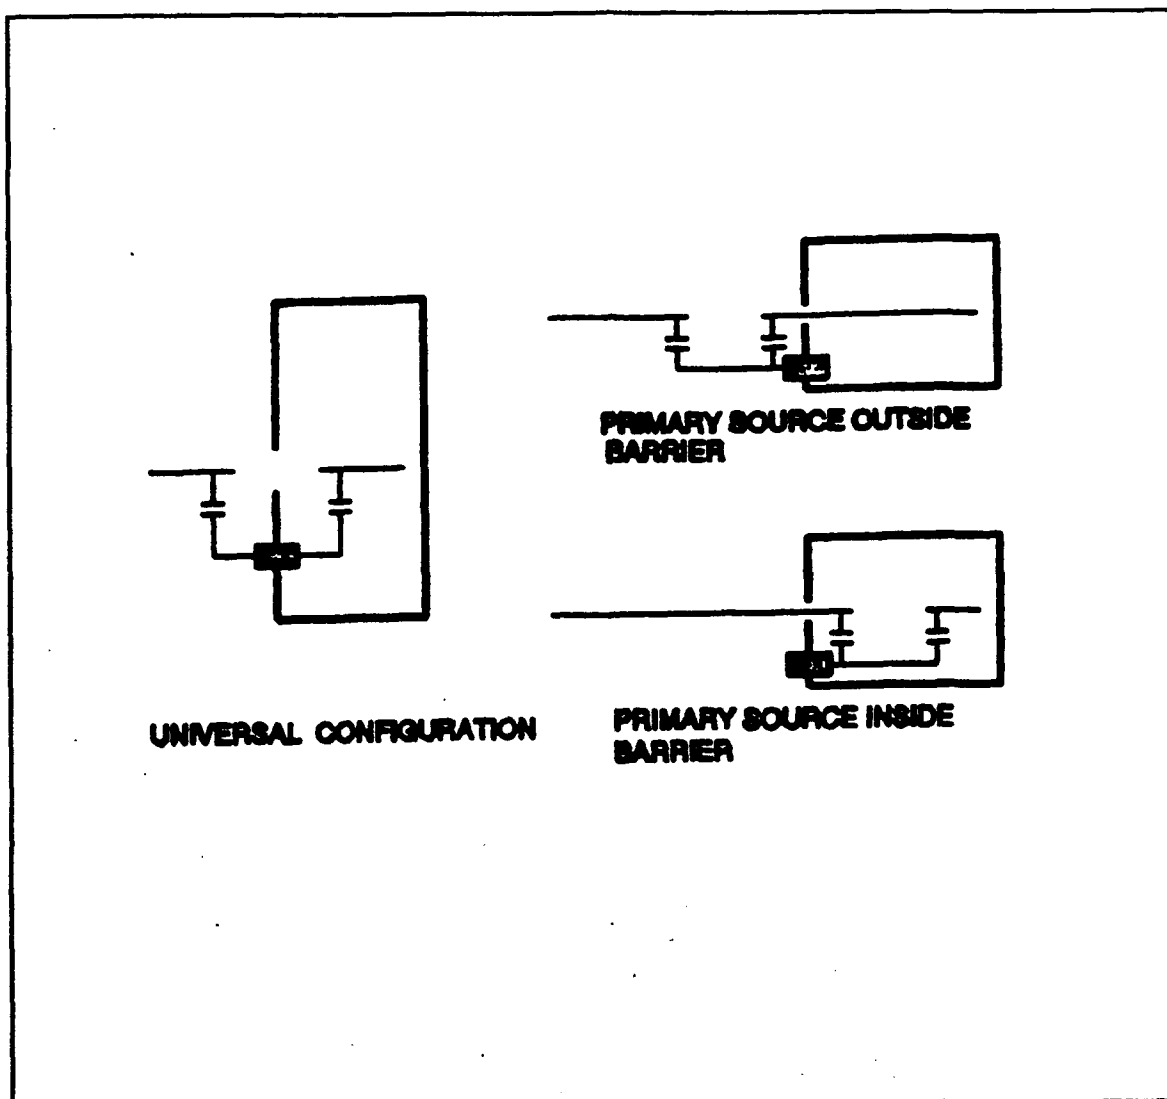 PRIMARY SOURCE OUTSIDE
BARRIER
UNIVERSAL CONFIGURATION
PRIMARY SOURCE INSIDE
BARRIER